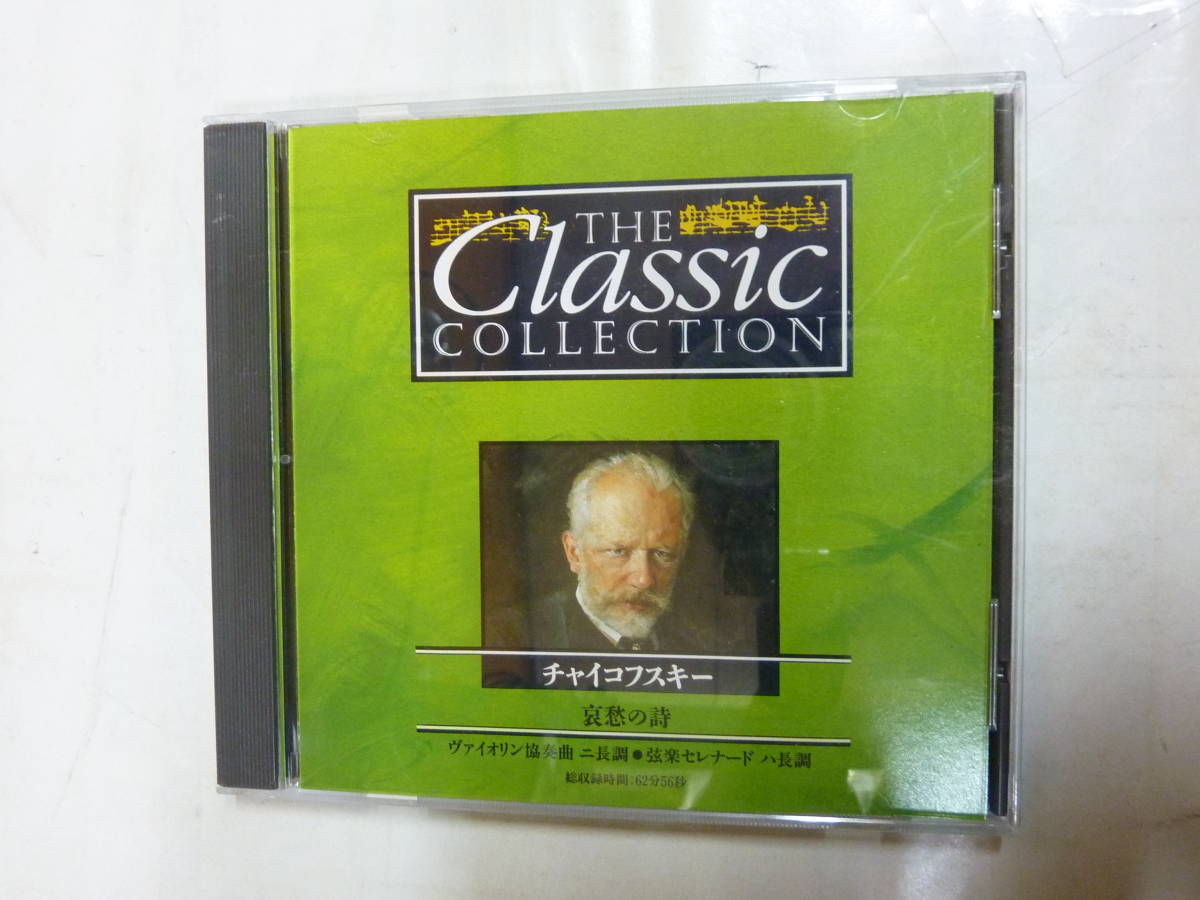 THE
Classic
COLLECTION
チャイコフスキー
哀愁の詩
ヴァイオリン協奏曲 ニ長調●弦楽セレナード ハ長調
総収録時間:62分56秒